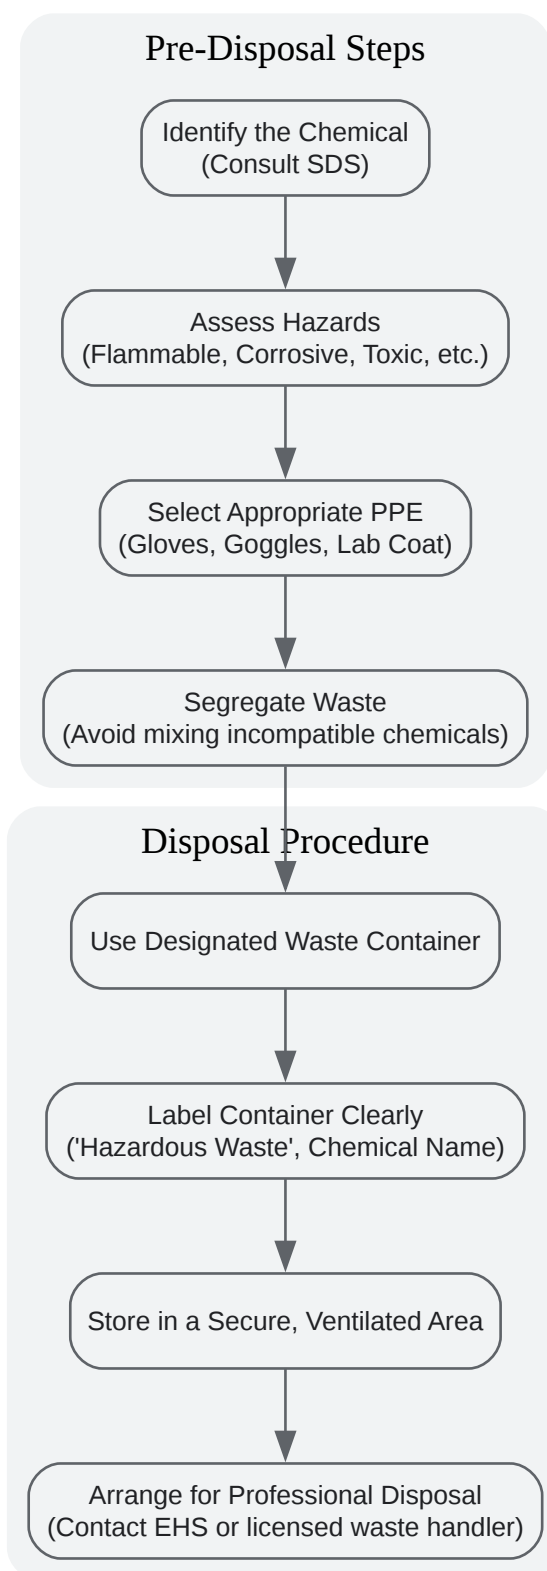 Pre-Disposal Steps
Identify the Chemical
(Consult SDS)
Assess Hazards
(Flammable, Corrosive, Toxic, etc.)
Select Appropriate PPE
(Gloves, Goggles, Lab Coat)
Segregate Waste
(Avoid mixing incompatible chemicals)
Disposal Procedure
Use Designated Waste Container
Label Container Clearly
('Hazardous Waste', Chemical Name)
Store in a Secure, Ventilated Area
Arrange for Professional Disposal
(Contact EHS or licensed waste handler)